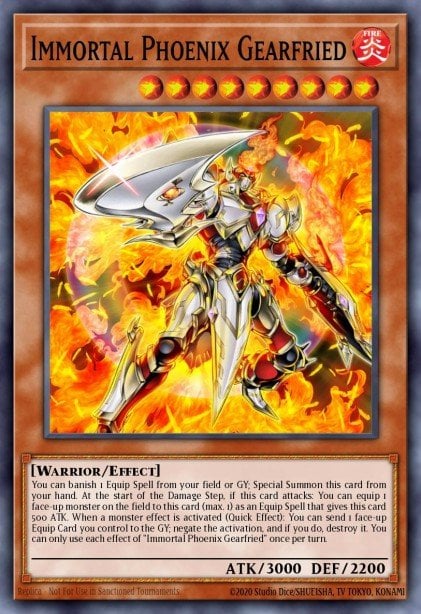 IMMORTAL PHOENIX GEARFRIED
FIRE
炎
[WARRIOR/EFFECT]
You can banish 1 Equip Spell from your field or GY; Special Summon this card from
your hand. At the start of the Damage Step, if this card attacks: You can equip 1
face-up monster on the field to this card (max. 1) as an Equip Spell that gives this card
500 ATK. When a monster effect is activated (Quick Effect): You can send 1 face-up
Equip Card you control to the GY; negate the activation, and if you do, destroy it. You
can only use each effect of "Immortal Phoenix Gearfried" once per turn.
ATK/3000 DEF/2200
Replica - Not For Use in Sanctioned Tournaments
©2020 Studio Dice/SHUEISHA, TV TOKYO, KONAMI